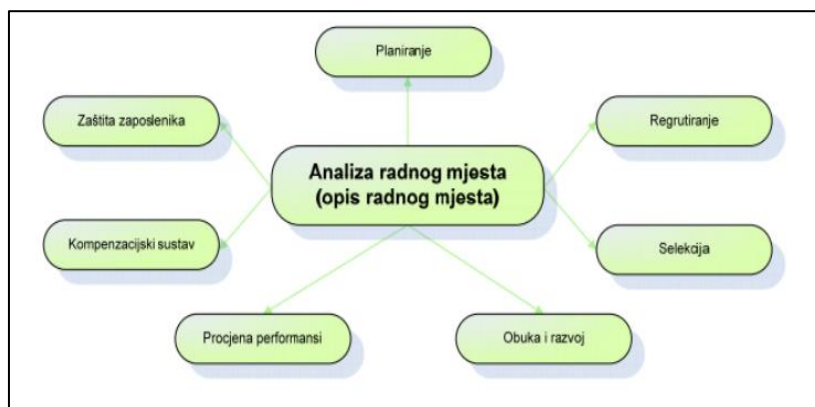 Planiranje
Zaštita zaposlenika
Regrutiranje
Analiza radnog mjesta
(opis radnog mjesta)
Kompenzacijski sustav
Selekcija
Procjena performansi
Obuka i razvoj